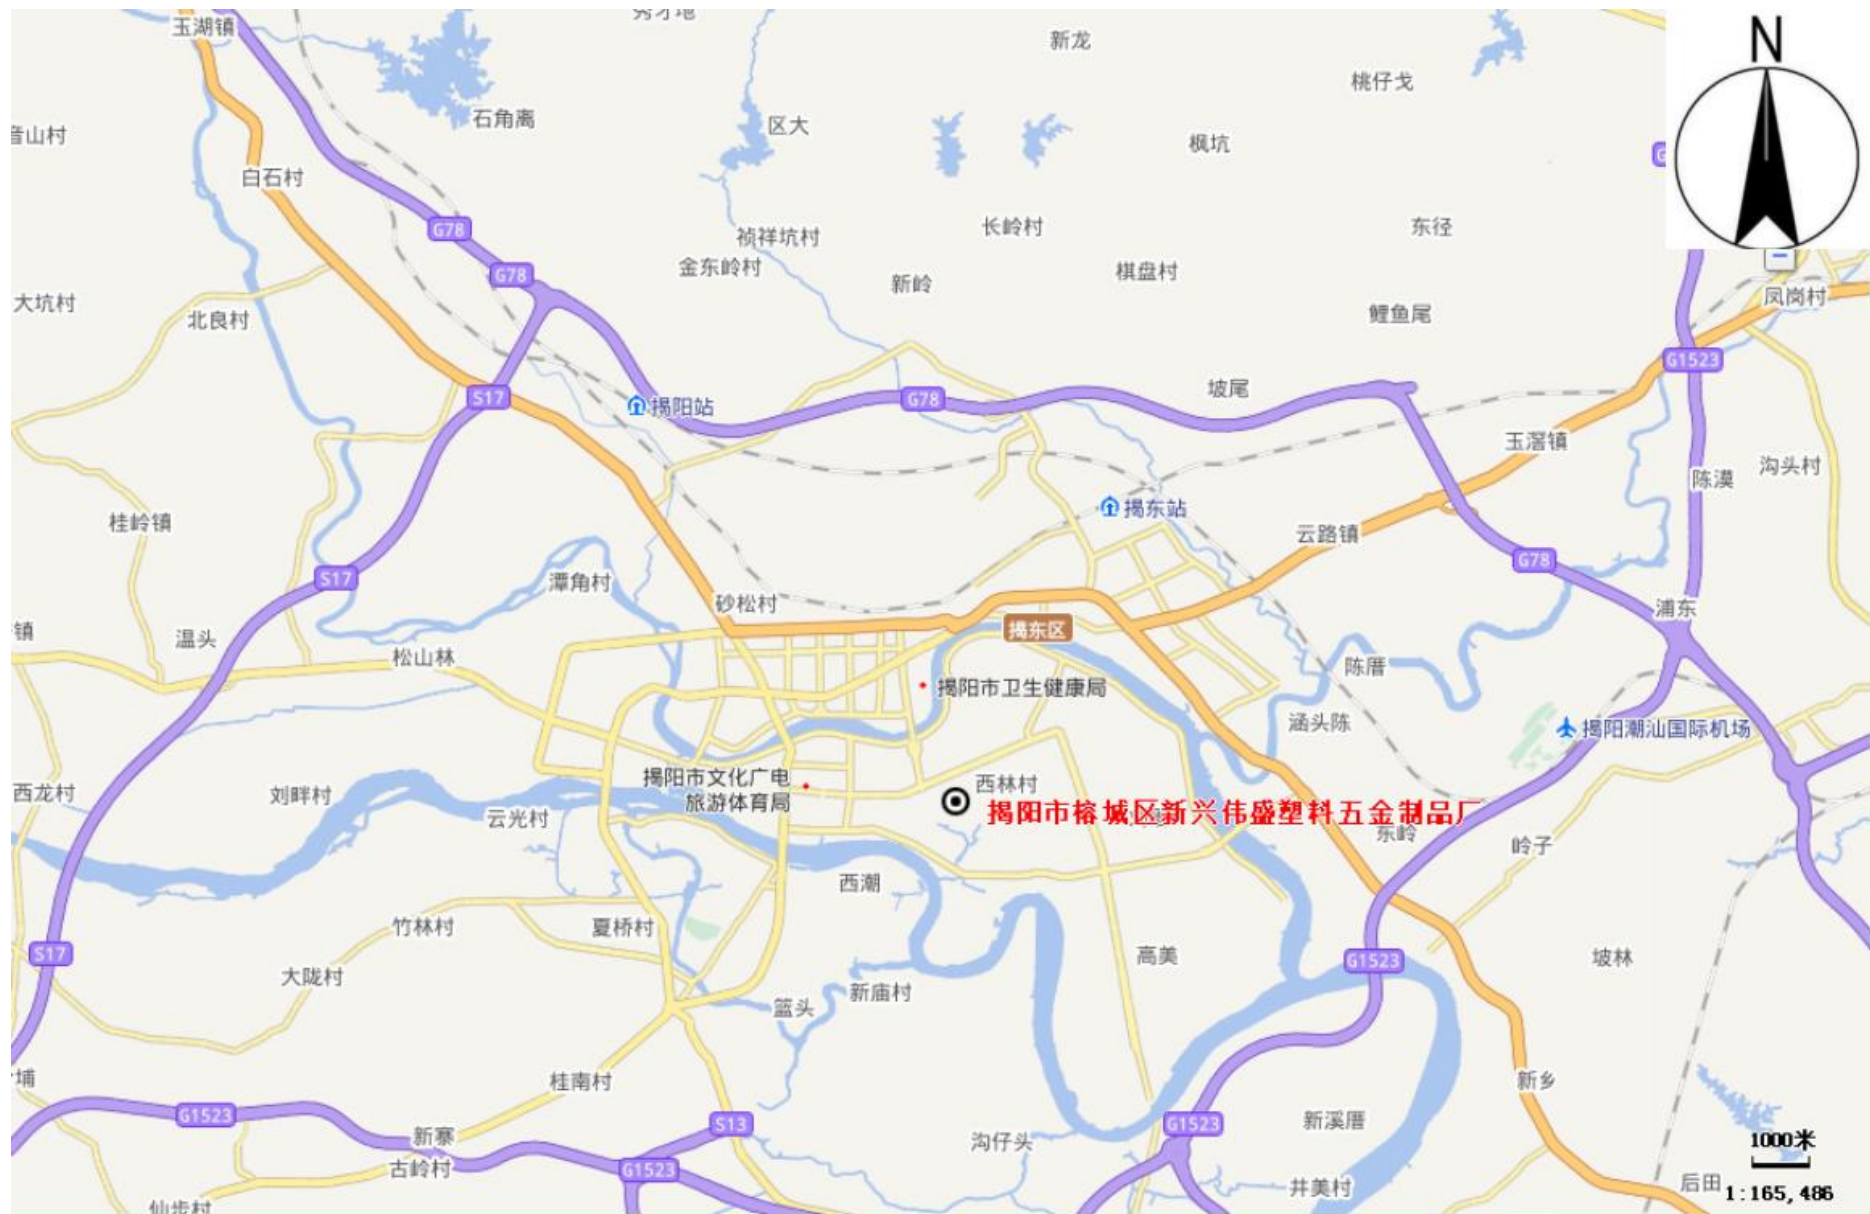 秀才地
玉湖镇
新龙
N
桃仔戈
石角离
区大
音山村
枫坑
白石村
G78
祯祥坑村
长岭村
东径
金东岭村
棋盘村
G78
新岭
大坑村
凤岗村
北良村
鲤鱼尾
G1523
坡尾
S17
揭阳站
G78
玉滘镇
沟头村
陈漠
桂岭镇
揭东站
云路镇
G78
S17
潭角村
砂松村
浦东
揭东区
镇
温头
松山林
陈厝
揭阳市卫生健康局
涵头陈
揭阳潮汕国际机场
揭阳市文化广电
旅游体育局
西林村
西龙村
刘畔村
云光村
揭阳市榕城区新兴伟盛塑料五金制品厂
东岭
岭子
西潮
竹林村
夏桥村
S17
高美
G1523
坡林
大陇村
新庙村
篮头
埔
桂南村
新乡
G1523
S13
G1523
新溪厝
新寨
沟仔头
1000米
古岭村
G1523
井美村
后田
1:165,486
仙步村